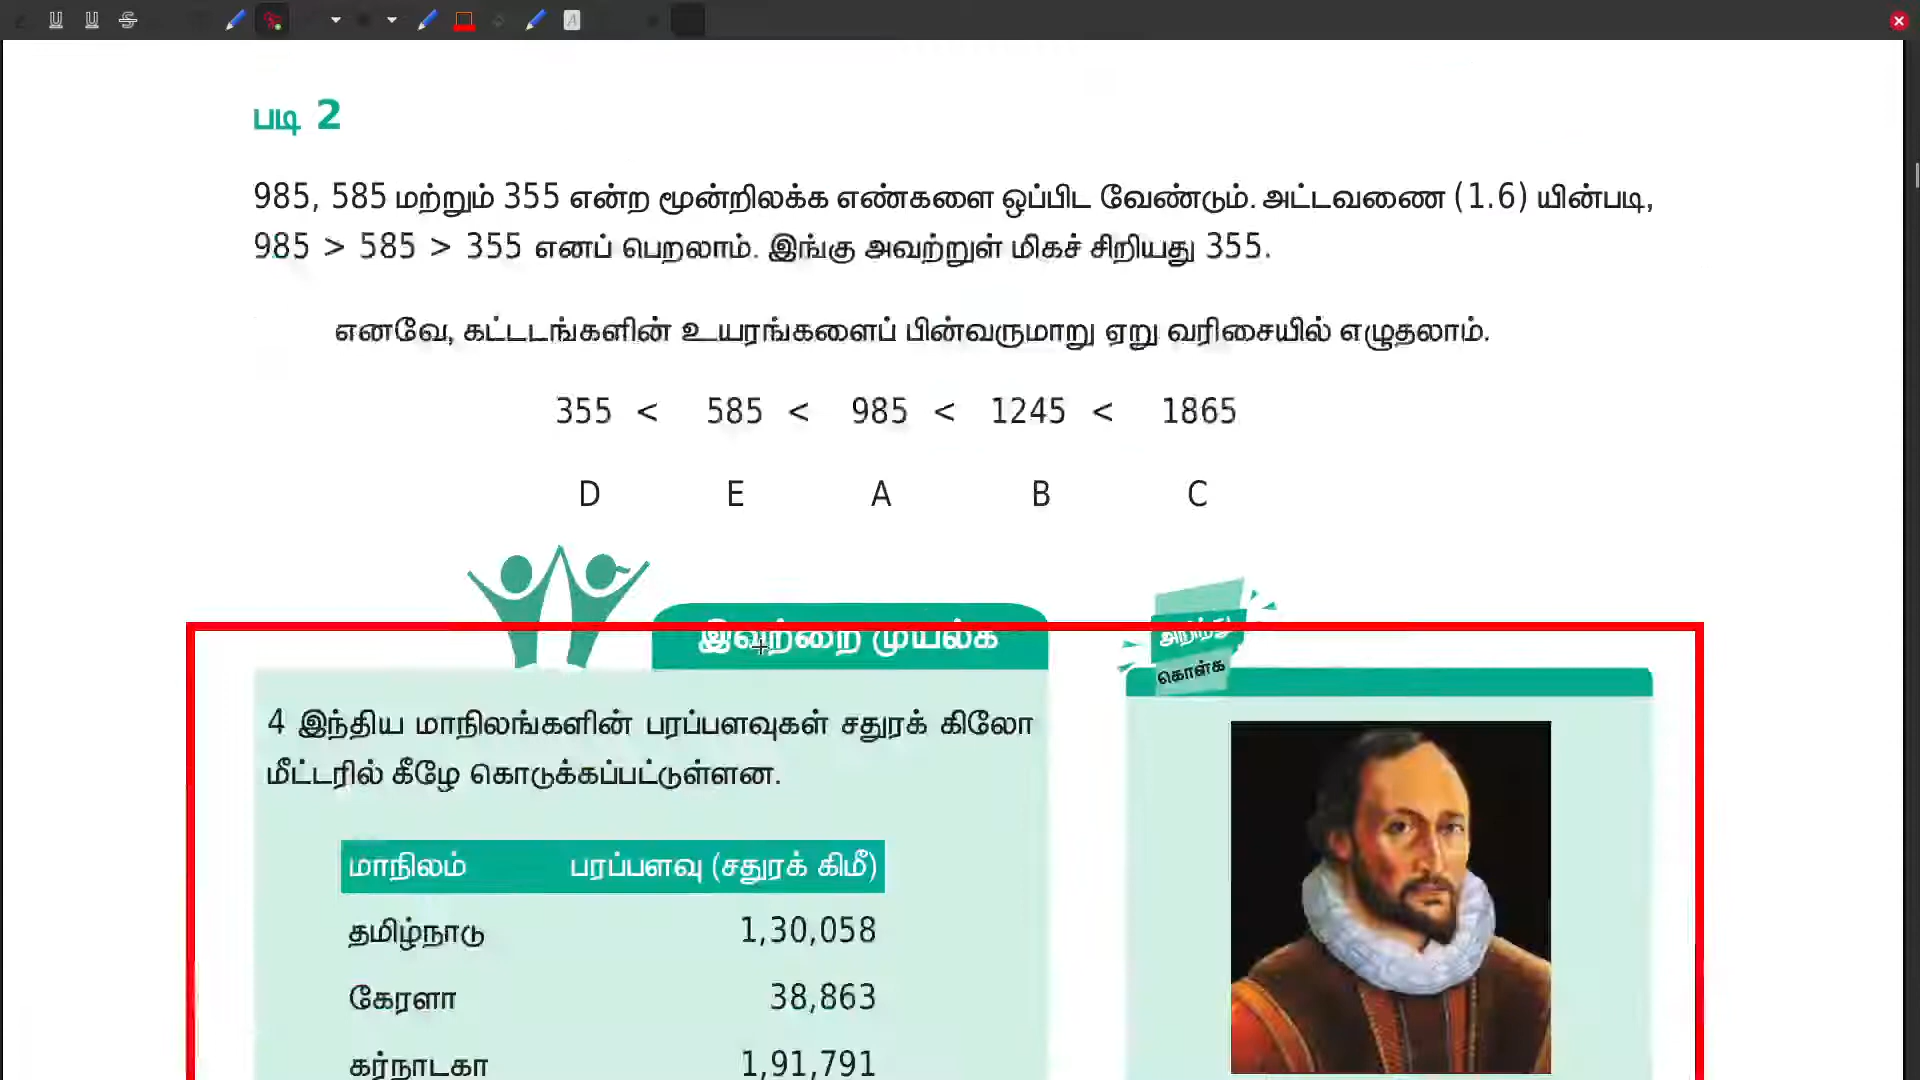 படி 2
985, 585 மற்றும் 355 என்ற மூன்றிலக்க எண்களை ஒப்பிட வேண்டும். அட்டவணை (1.6) யின்படி,
985 > 585 > 355 எனப் பெறலாம். இங்கு அவற்றுள் மிகச் சிறியது 355.
எனவே, கட்டடங்களின் உயரங்களைப் பின்வருமாறு ஏறு வரிசையில் எழுதலாம்.
355 < 585 < 985 < 1245 < 1865
D E A B C
இவற்றை முயல்க
4 இந்திய மாநிலங்களின் பரப்பளவுகள் சதுரக் கிலோ
மீட்டரில் கீழே கொடுக்கப்பட்டுள்ளன.
மாநிலம் பரப்பளவு (சதுரக் கிமீ)
தமிழ்நாடு 1,30,058
கேரளா 38,863
கர்நாடகா 1,91,791
அறிந்து
கொள்க